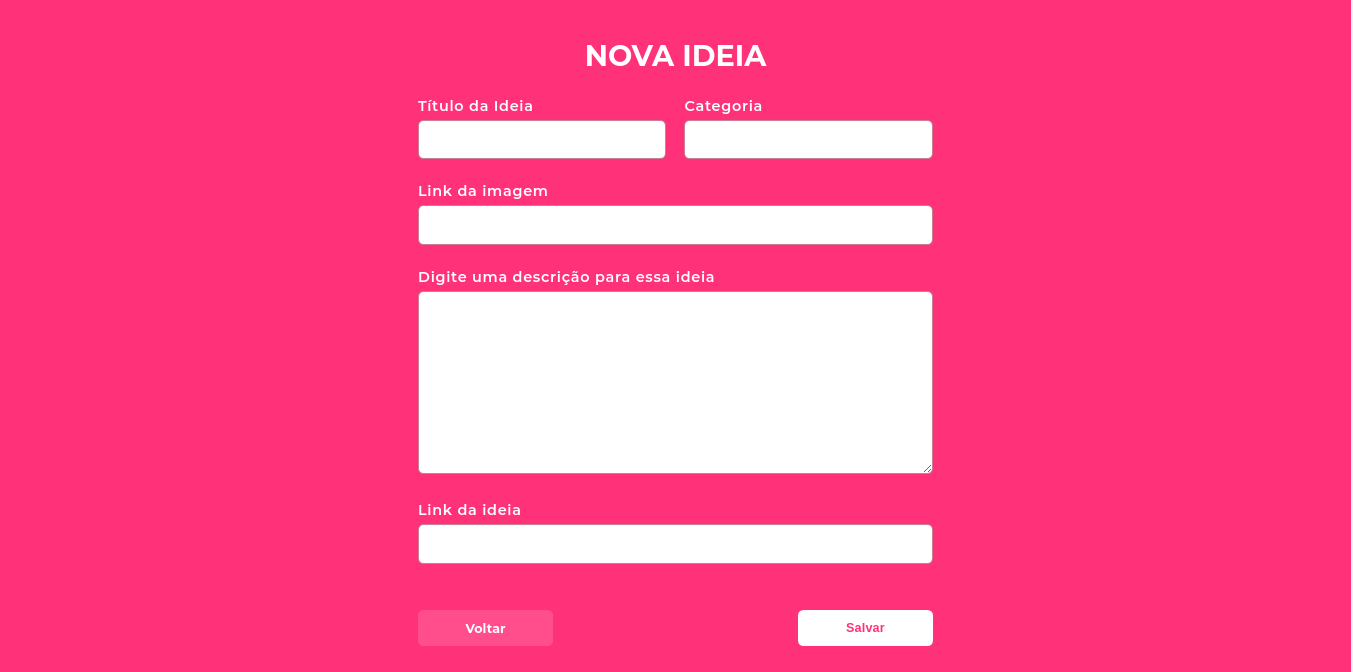 NOVA IDEIA
Título da Ideia
Categoria
Link da imagem
Digite uma descrição para essa ideia
Link da ideia
Voltar
Salvar